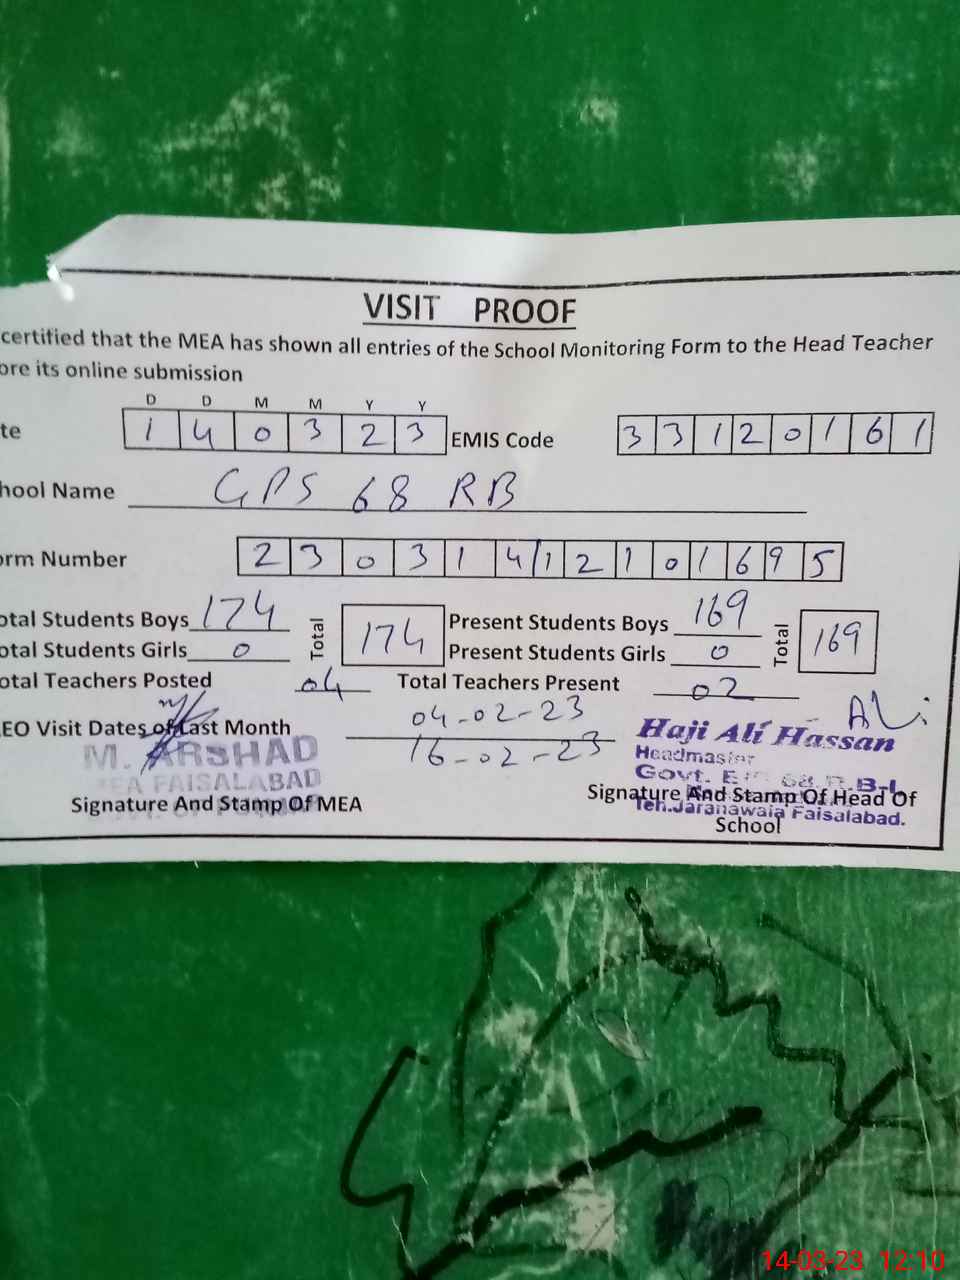 VISIT PROOF
certified that the MEA has shown all entries of the School Monitoring Form to the Head Teacher
ore its online submission
D D M M Y Y
te 1 4 0 3 2 3 EMIS Code 3 3 1 2 0 1 6 1
hool Name GPS 68 RB
orm Number 2 3 0 3 1 4 1 2 1 0 1 6 9 5
otal Students Boys 174 Total 174 Present Students Boys 169 Total 169
otal Students Girls 0 Present Students Girls 0
otal Teachers Posted 04 Total Teachers Present 02
EO Visit Dates of Last Month 04-02-23
16-02-23
Ali
M. ARSHAD
MEA FAISALABAD
Signature And Stamp Of MEA
Haji Ali Hassan
Headmaster
Govt. 68 R.B-I,
Signature And Stamp Of Head Of
Teh. Jaranawala Faisalabad.
School
14-03-23 12:10